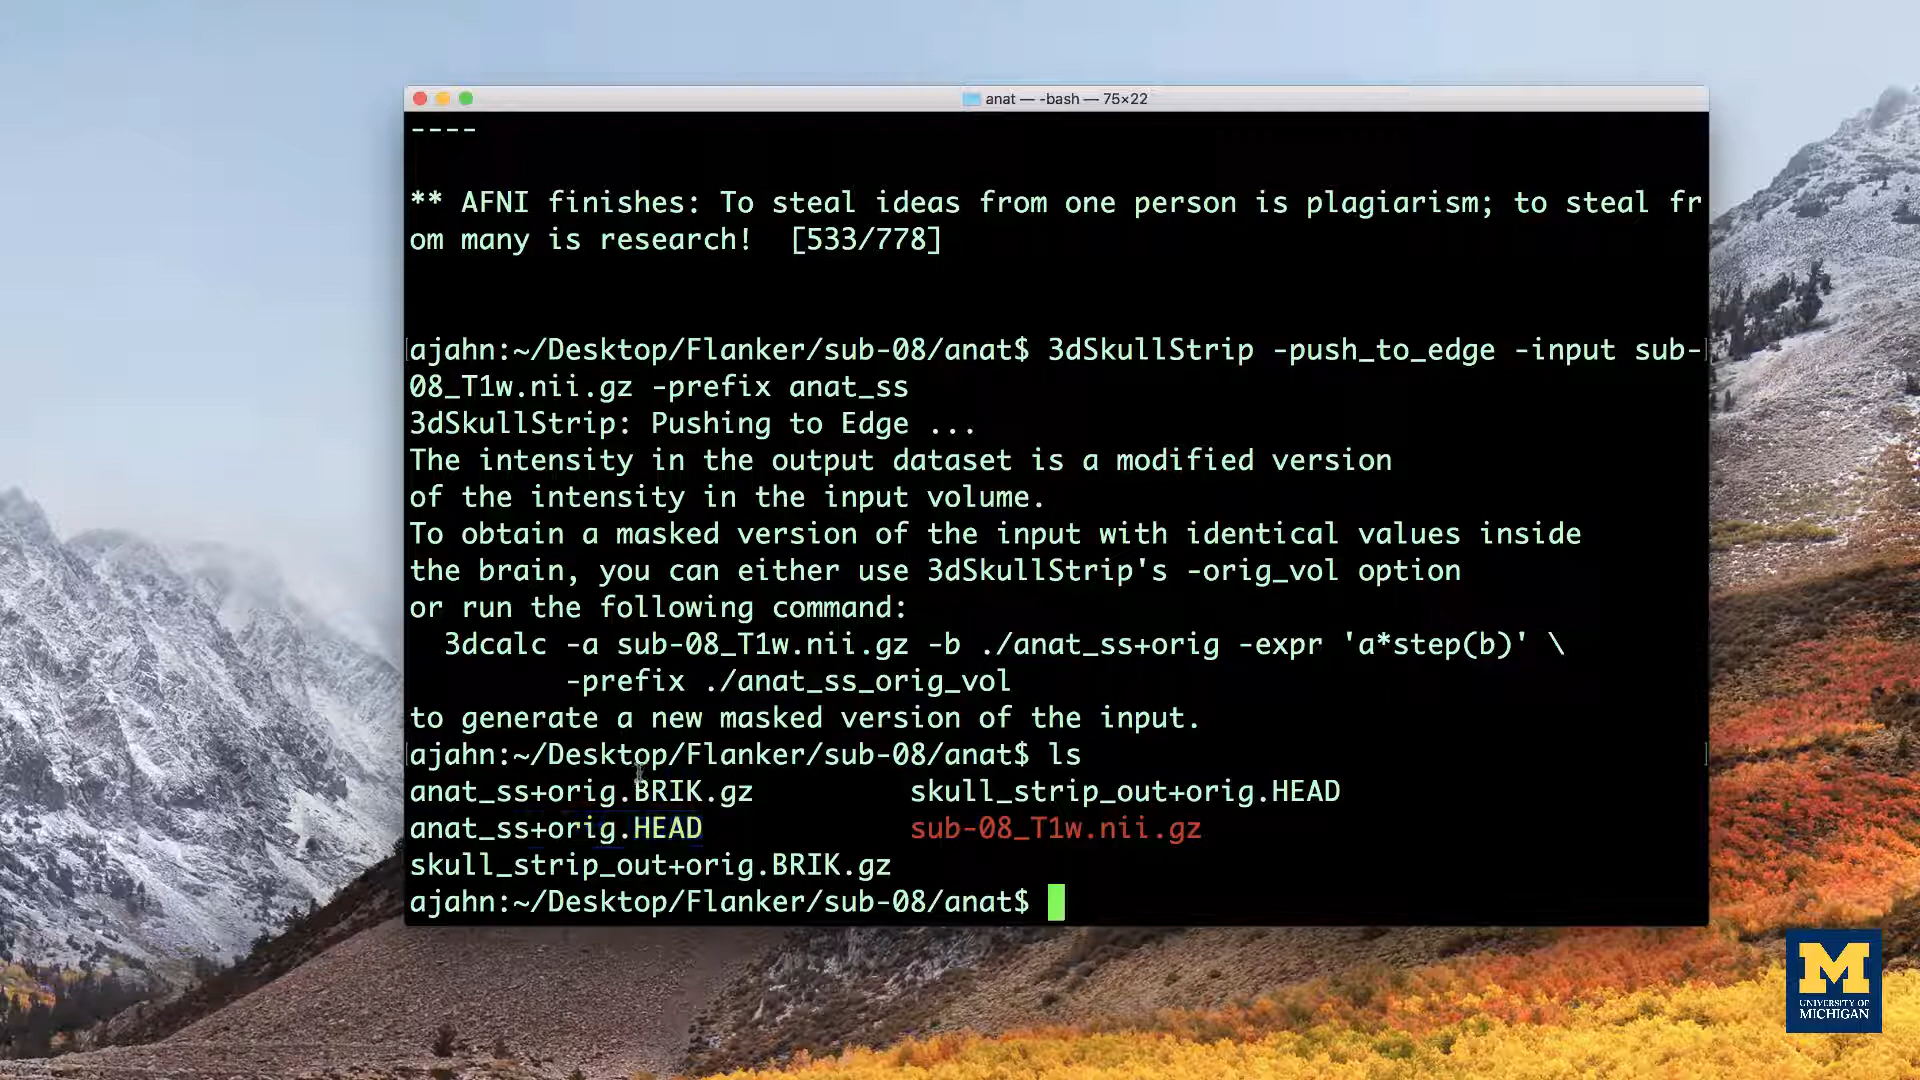 anat — -bash — 75×22
----
** AFNI finishes: To steal ideas from one person is plagiarism; to steal fr
om many is research!  [533/778]
ajahn:~/Desktop/Flanker/sub-08/anat$ 3dSkullStrip -push_to_edge -input sub-
08_T1w.nii.gz -prefix anat_ss
3dSkullStrip: Pushing to Edge ...
The intensity in the output dataset is a modified version
of the intensity in the input volume.
To obtain a masked version of the input with identical values inside
the brain, you can either use 3dSkullStrip's -orig_vol option
or run the following command:
  3dcalc -a sub-08_T1w.nii.gz -b ./anat_ss+orig -expr 'a*step(b)' \
         -prefix ./anat_ss_orig_vol
to generate a new masked version of the input.
ajahn:~/Desktop/Flanker/sub-08/anat$ ls
anat_ss+orig.BRIK.gz         skull_strip_out+orig.HEAD
anat_ss+orig.HEAD            sub-08_T1w.nii.gz
skull_strip_out+orig.BRIK.gz
ajahn:~/Desktop/Flanker/sub-08/anat$
M
UNIVERSITY OF
MICHIGAN